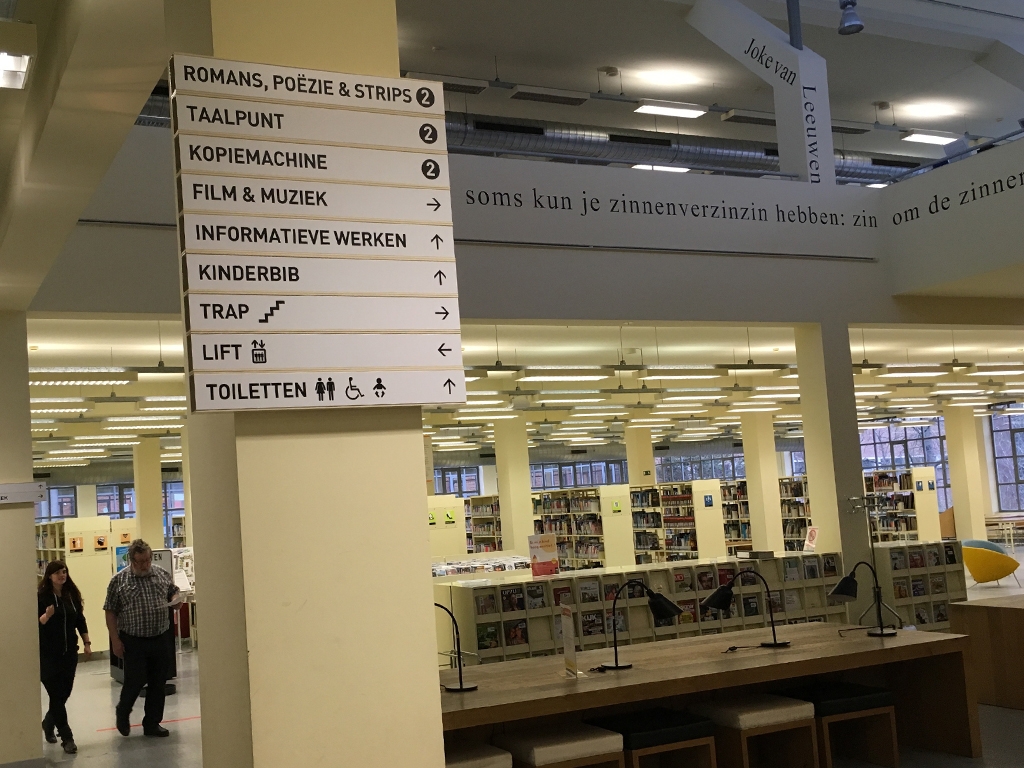 ROMANS, POËZIE & STRIPS 2
TAALPUNT 2
KOPIEMACHINE 2
FILM & MUZIEK →
INFORMATIEVE WERKEN ↑
KINDERBIB ↑
TRAP →
LIFT ←
TOILETTEN ↑
Joke van Leeuwen
soms kun je zinnenverzinzin hebben: zin om de zinnen